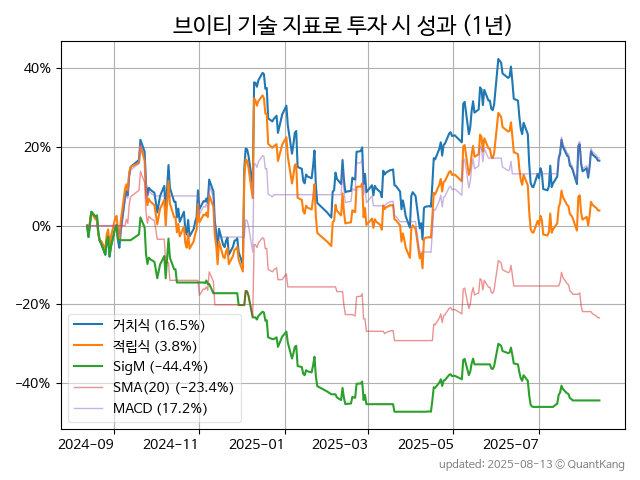 브이티 기술 지표로 투자 시 성과 (1년)
40%
20%
0%
−20%
−40%
거치식 (16.5%)
적립식 (3.8%)
SigM (−44.4%)
SMA(20) (−23.4%)
MACD (17.2%)
2024-09 2024-11 2025-01 2025-03 2025-05 2025-07
updated: 2025-08-13 © QuantKang